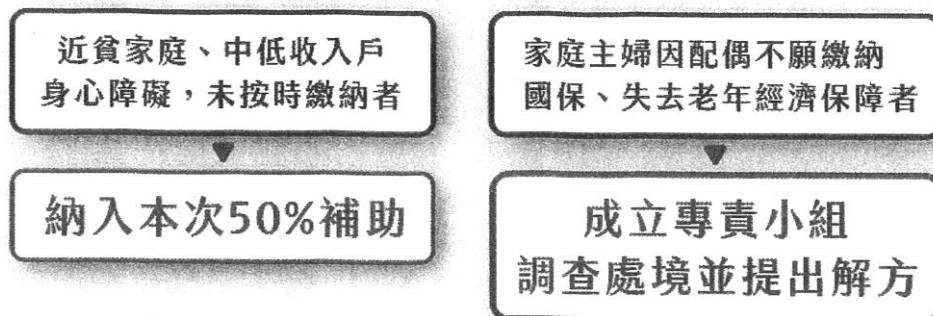 近貧家庭、中低收入戶
身心障礙，未按時繳納者
納入本次50%補助
家庭主婦因配偶不願繳納
國保、失去老年經濟保障者
成立專責小組
調查處境並提出解方